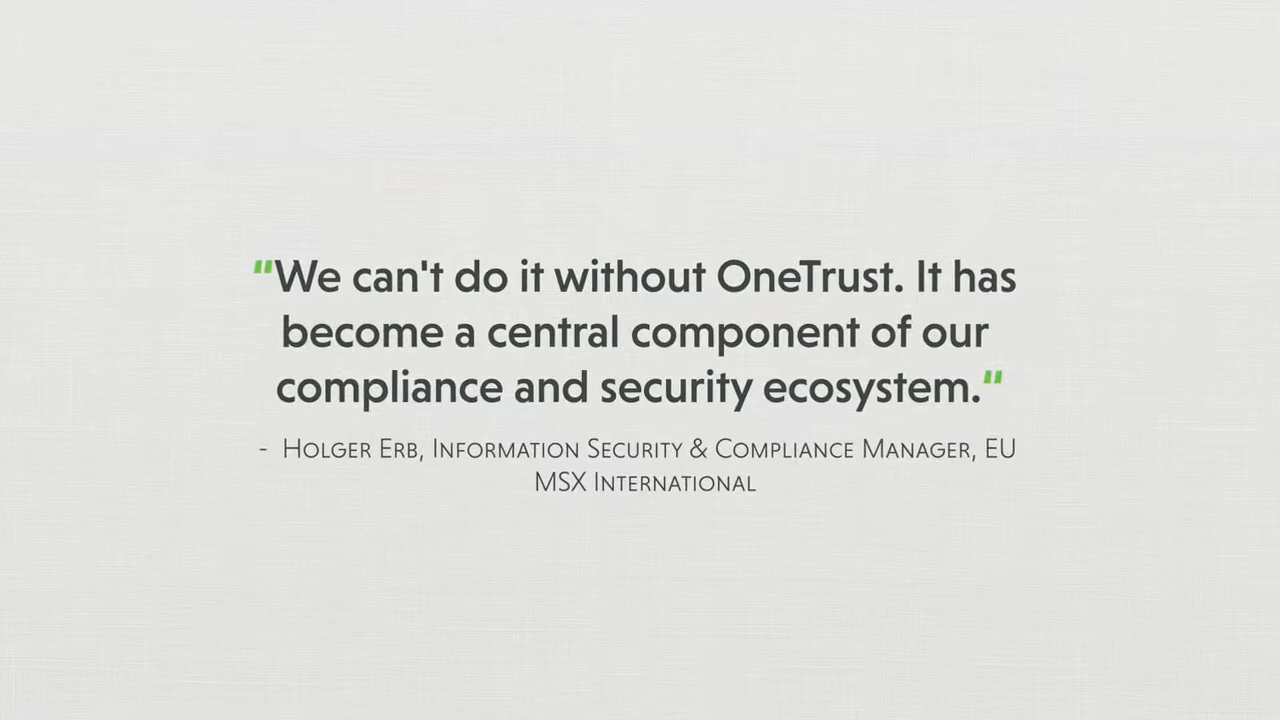 "We can't do it without OneTrust. It has
become a central component of our
compliance and security ecosystem."
- Holger Erb, Information Security & Compliance Manager, EU
MSX International